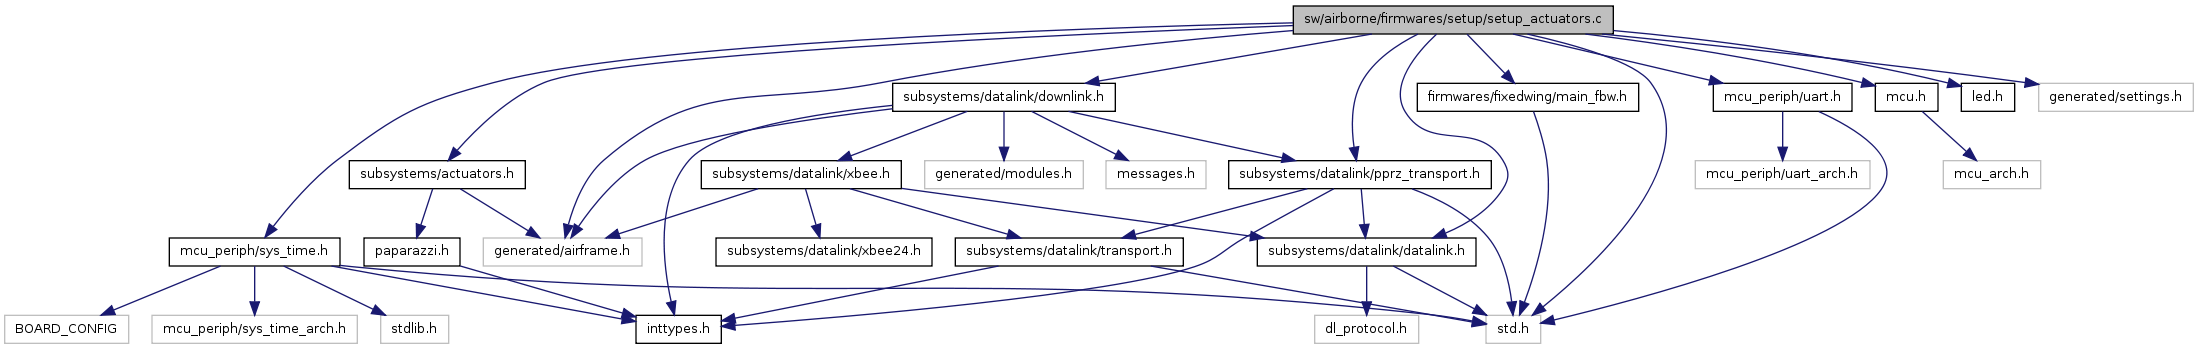 sw/airborne/firmwares/setup/setup_actuators.c
subsystems/datalink/downlink.h
firmwares/fixedwing/main_fbw.h
mcu_periph/uart.h
mcu.h
led.h
generated/settings.h
subsystems/actuators.h
subsystems/datalink/xbee.h
generated/modules.h
messages.h
subsystems/datalink/pprz_transport.h
mcu_periph/uart_arch.h
mcu_arch.h
mcu_periph/sys_time.h
paparazzi.h
generated/airframe.h
subsystems/datalink/xbee24.h
subsystems/datalink/transport.h
subsystems/datalink/datalink.h
BOARD_CONFIG
mcu_periph/sys_time_arch.h
stdlib.h
inttypes.h
dl_protocol.h
std.h